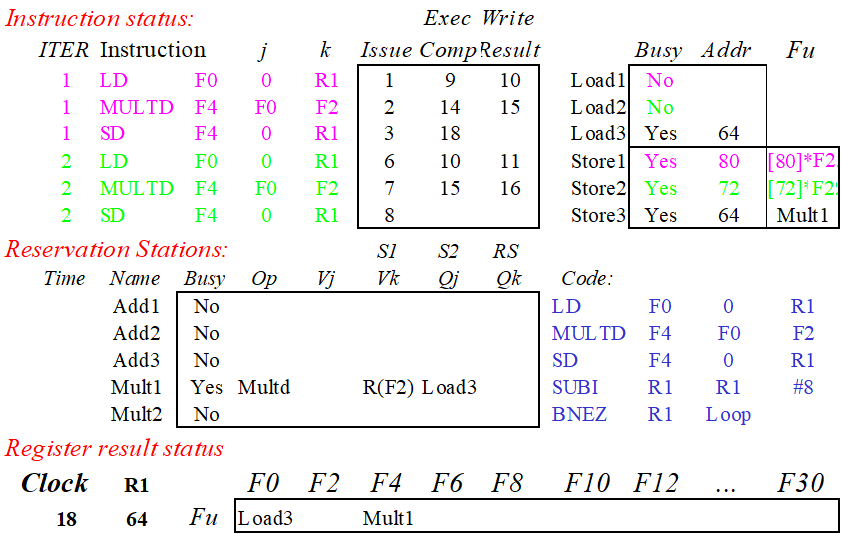 Instruction status: Exec Write
ITER Instruction j k Issue Comp Result Busy Addr Fu
1 LD F0 0 R1 1 9 10 Load1 No
1 MULTD F4 F0 F2 2 14 15 Load2 No
1 SD F4 0 R1 3 18 Load3 Yes 64
2 LD F0 0 R1 6 10 11 Store1 Yes 80 [80]*F2
2 MULTD F4 F0 F2 7 15 16 Store2 Yes 72 [72]*F2
2 SD F4 0 R1 8 Store3 Yes 64 Mult1
Reservation Stations: S1 S2 RS
Time Name Busy Op Vj Vk Qj Qk Code:
Add1 No LD F0 0 R1
Add2 No MULTD F4 F0 F2
Add3 No SD F4 0 R1
Mult1 Yes Multd R(F2) Load3 SUBI R1 R1 #8
Mult2 No BNEZ R1 Loop
Register result status
Clock R1 F0 F2 F4 F6 F8 F10 F12 ... F30
18 64 Fu Load3 Mult1